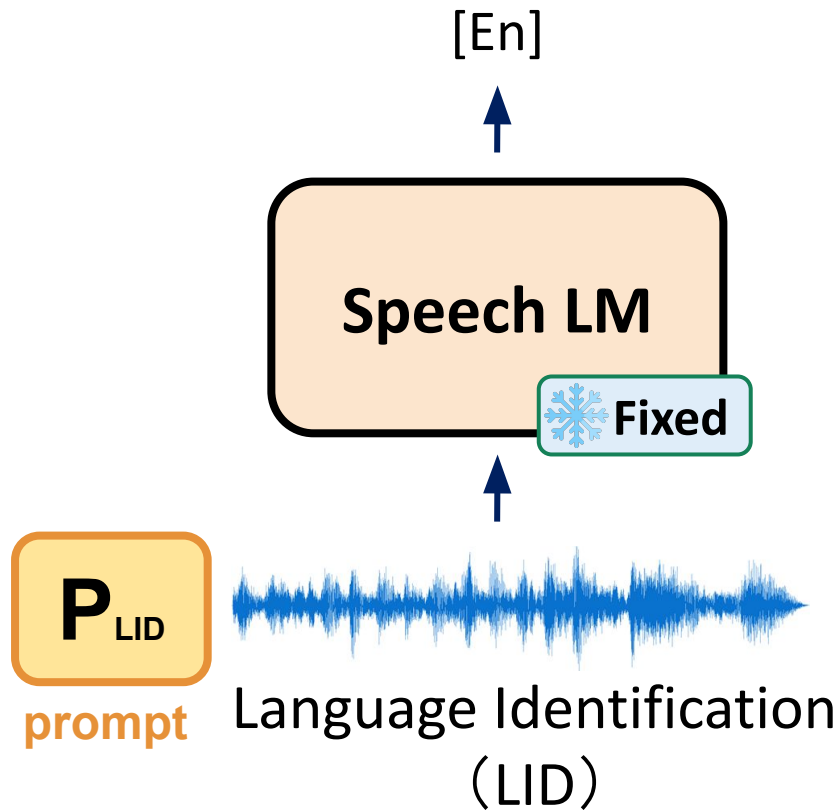 [En]
Speech LM
Fixed
P LID
prompt
Language Identification
（LID）